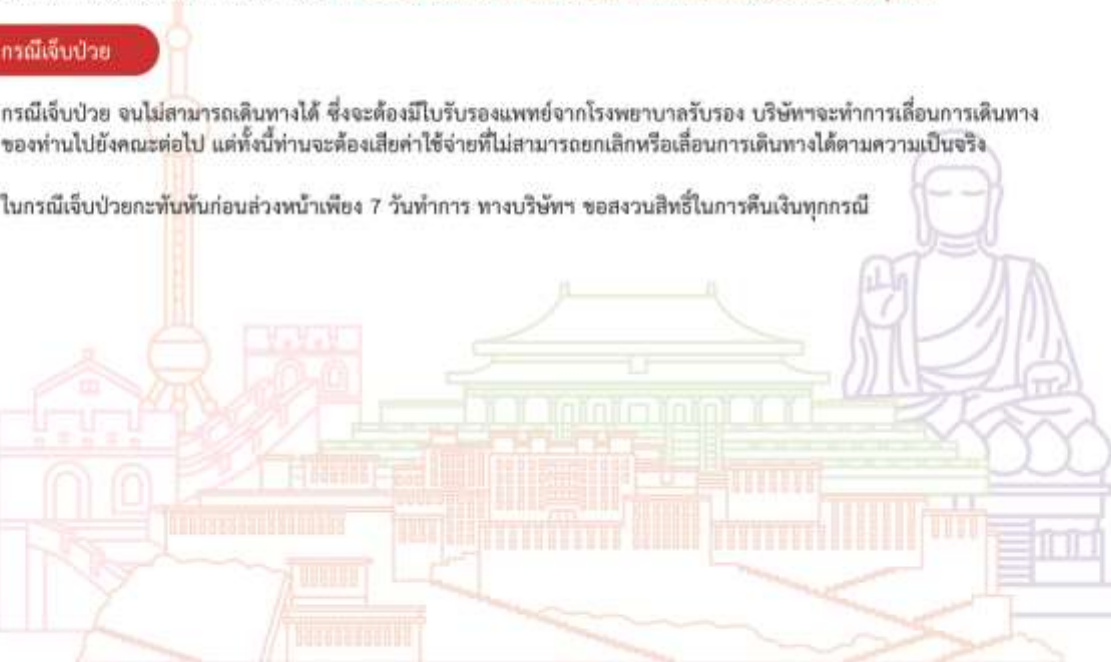 กรณีเจ็บป่วย
กรณีเจ็บป่วย จนไม่สามารถเดินทางได้ ซึ่งจะต้องมีใบรับรองแพทย์จากโรงพยาบาลรับรอง บริษัทฯจะทำการเลื่อนการเดินทาง
ของท่านไปยังคณะต่อไป แต่ทั้งนี้ท่านจะต้องเสียค่าใช้จ่ายที่ไม่สามารถยกเลิกหรือเลื่อนการเดินทางได้ตามความเป็นจริง
ในกรณีเจ็บป่วยกะทันหันก่อนล่วงหน้าเพียง 7 วันทำการ ทางบริษัทฯ ขอสงวนสิทธิ์ในการคืนเงินทุกกรณี